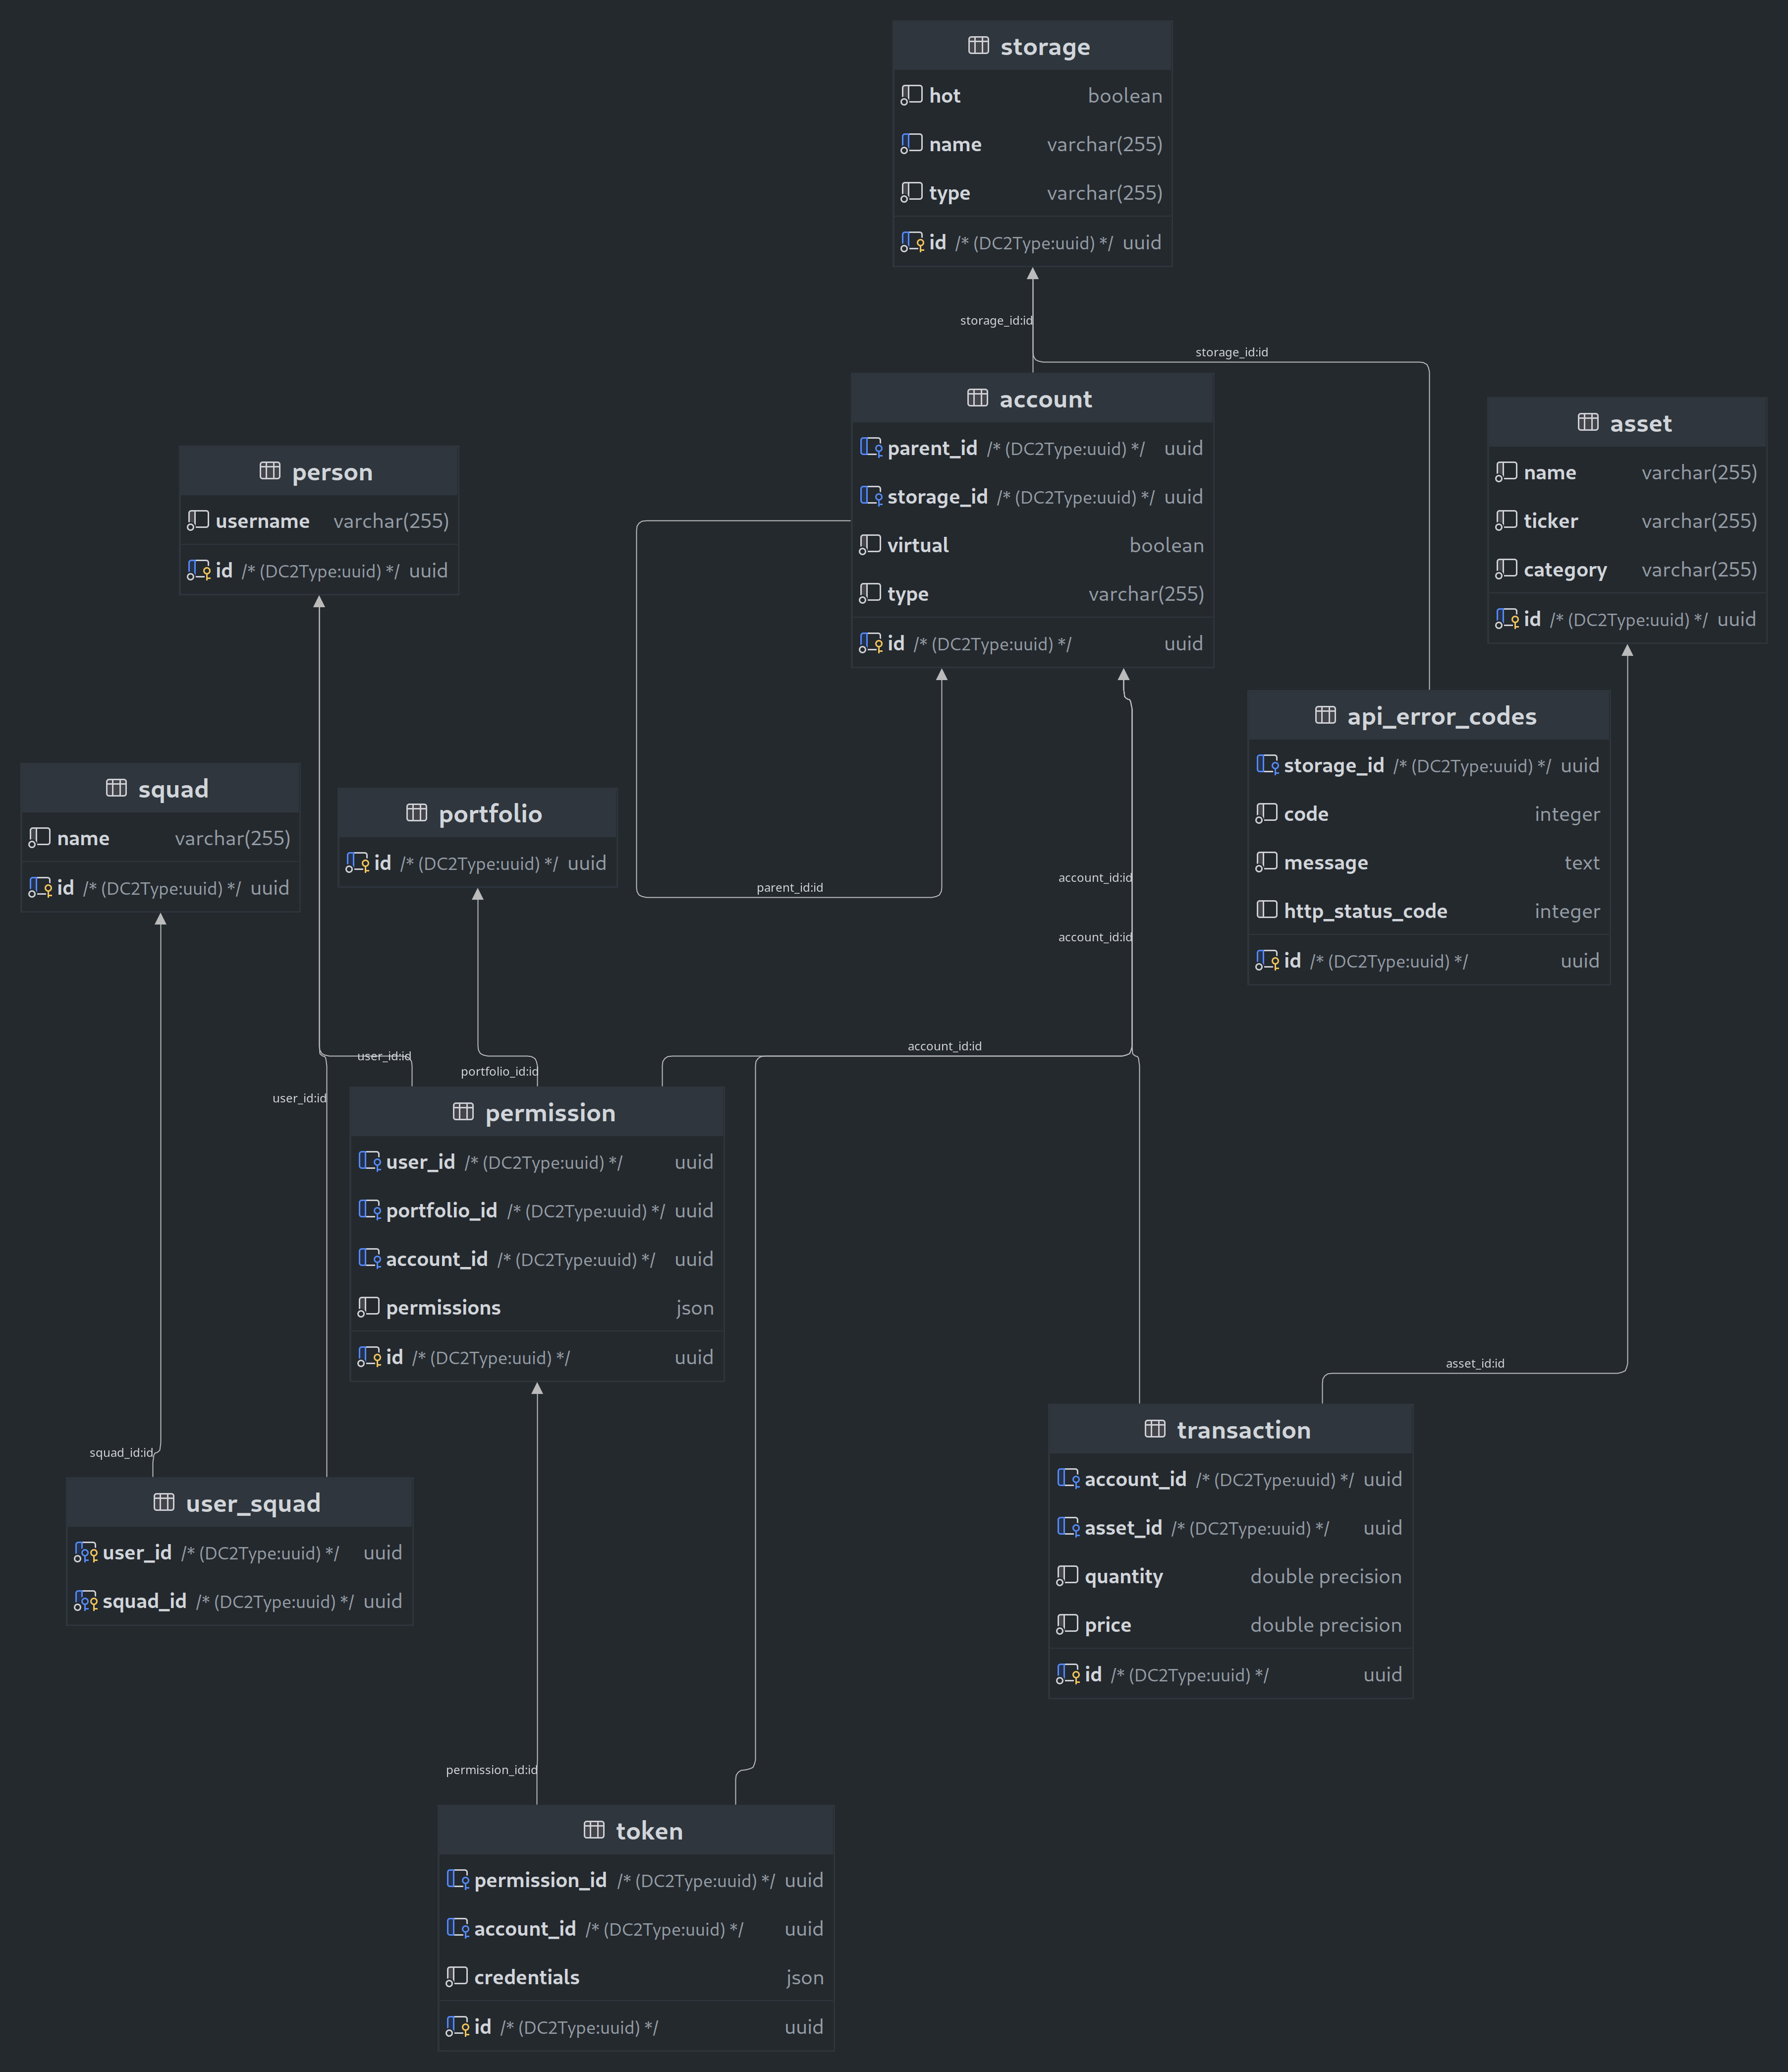 storage
hot boolean
name varchar(255)
type varchar(255)
id /* (DC2Type:uuid) */ uuid
storage_id:id
storage_id:id
account
parent_id /* (DC2Type:uuid) */ uuid
storage_id /* (DC2Type:uuid) */ uuid
virtual boolean
type varchar(255)
id /* (DC2Type:uuid) */ uuid
asset
name varchar(255)
ticker varchar(255)
category varchar(255)
id /* (DC2Type:uuid) */ uuid
person
username varchar(255)
id /* (DC2Type:uuid) */ uuid
api_error_codes
storage_id /* (DC2Type:uuid) */ uuid
code integer
message text
http_status_code integer
id /* (DC2Type:uuid) */ uuid
squad
name varchar(255)
id /* (DC2Type:uuid) */ uuid
portfolio
id /* (DC2Type:uuid) */ uuid
parent_id:id
account_id:id
account_id:id
account_id:id
user_id:id
portfolio_id:id
user_id:id
permission
user_id /* (DC2Type:uuid) */ uuid
portfolio_id /* (DC2Type:uuid) */ uuid
account_id /* (DC2Type:uuid) */ uuid
permissions json
id /* (DC2Type:uuid) */ uuid
asset_id:id
transaction
account_id /* (DC2Type:uuid) */ uuid
asset_id /* (DC2Type:uuid) */ uuid
quantity double precision
price double precision
id /* (DC2Type:uuid) */ uuid
squad_id:id
user_squad
user_id /* (DC2Type:uuid) */ uuid
squad_id /* (DC2Type:uuid) */ uuid
permission_id:id
token
permission_id /* (DC2Type:uuid) */ uuid
account_id /* (DC2Type:uuid) */ uuid
credentials json
id /* (DC2Type:uuid) */ uuid